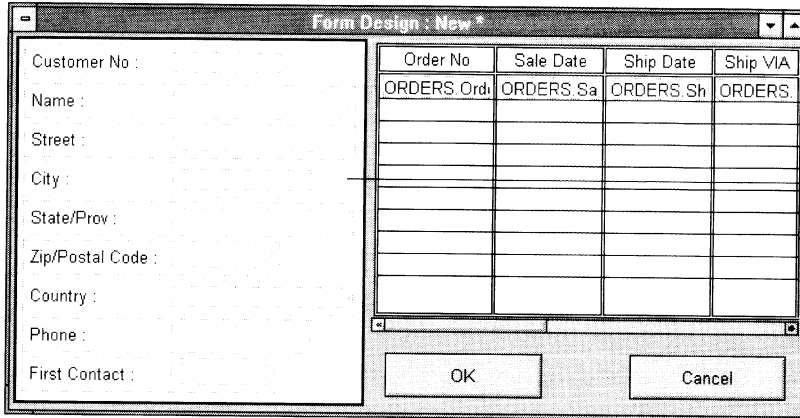 Form Design : New *
Customer No :
Name :
Street :
City :
State/Prov :
Zip/Postal Code :
Country :
Phone :
First Contact :
Order No Sale Date Ship Date Ship VIA
ORDERS.Ord ORDERS.Sa ORDERS.Sh ORDERS.
OK Cancel